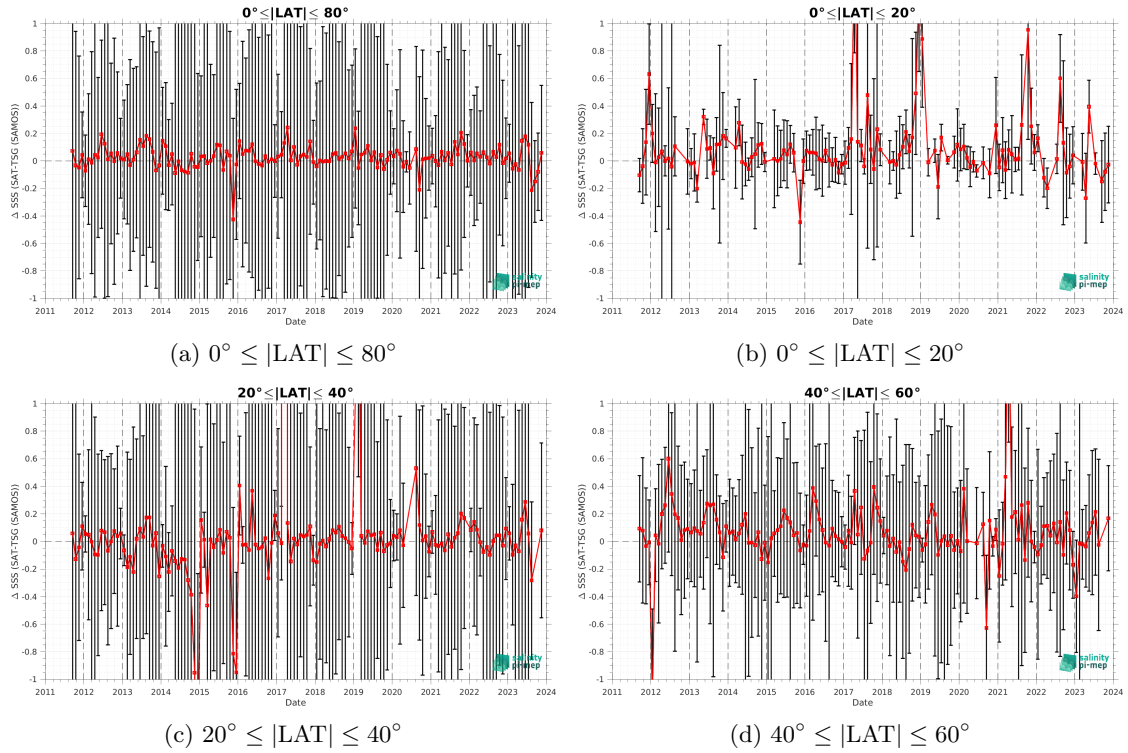 0°≤|LAT|≤ 80°
Δ SSS (SAT-TSG (SAMOS))
1
0.8
0.6
0.4
0.2
0
-0.2
-0.4
-0.6
-0.8
-1
2011 2012 2013 2014 2015 2016 2017 2018 2019 2020 2021 2022 2023 2024
Date
salinity
pi-mep
(a) 0° ≤ |LAT| ≤ 80°
0°≤|LAT|≤ 20°
Δ SSS (SAT-TSG (SAMOS))
1
0.8
0.6
0.4
0.2
0
-0.2
-0.4
-0.6
-0.8
-1
2011 2012 2013 2014 2015 2016 2017 2018 2019 2020 2021 2022 2023 2024
Date
salinity
pi-mep
(b) 0° ≤ |LAT| ≤ 20°
20°≤|LAT|≤ 40°
Δ SSS (SAT-TSG (SAMOS))
1
0.8
0.6
0.4
0.2
0
-0.2
-0.4
-0.6
-0.8
-1
2011 2012 2013 2014 2015 2016 2017 2018 2019 2020 2021 2022 2023 2024
Date
salinity
pi-mep
(c) 20° ≤ |LAT| ≤ 40°
40°≤|LAT|≤ 60°
Δ SSS (SAT-TSG (SAMOS))
1
0.8
0.6
0.4
0.2
0
-0.2
-0.4
-0.6
-0.8
-1
2011 2012 2013 2014 2015 2016 2017 2018 2019 2020 2021 2022 2023 2024
Date
salinity
pi-mep
(d) 40° ≤ |LAT| ≤ 60°